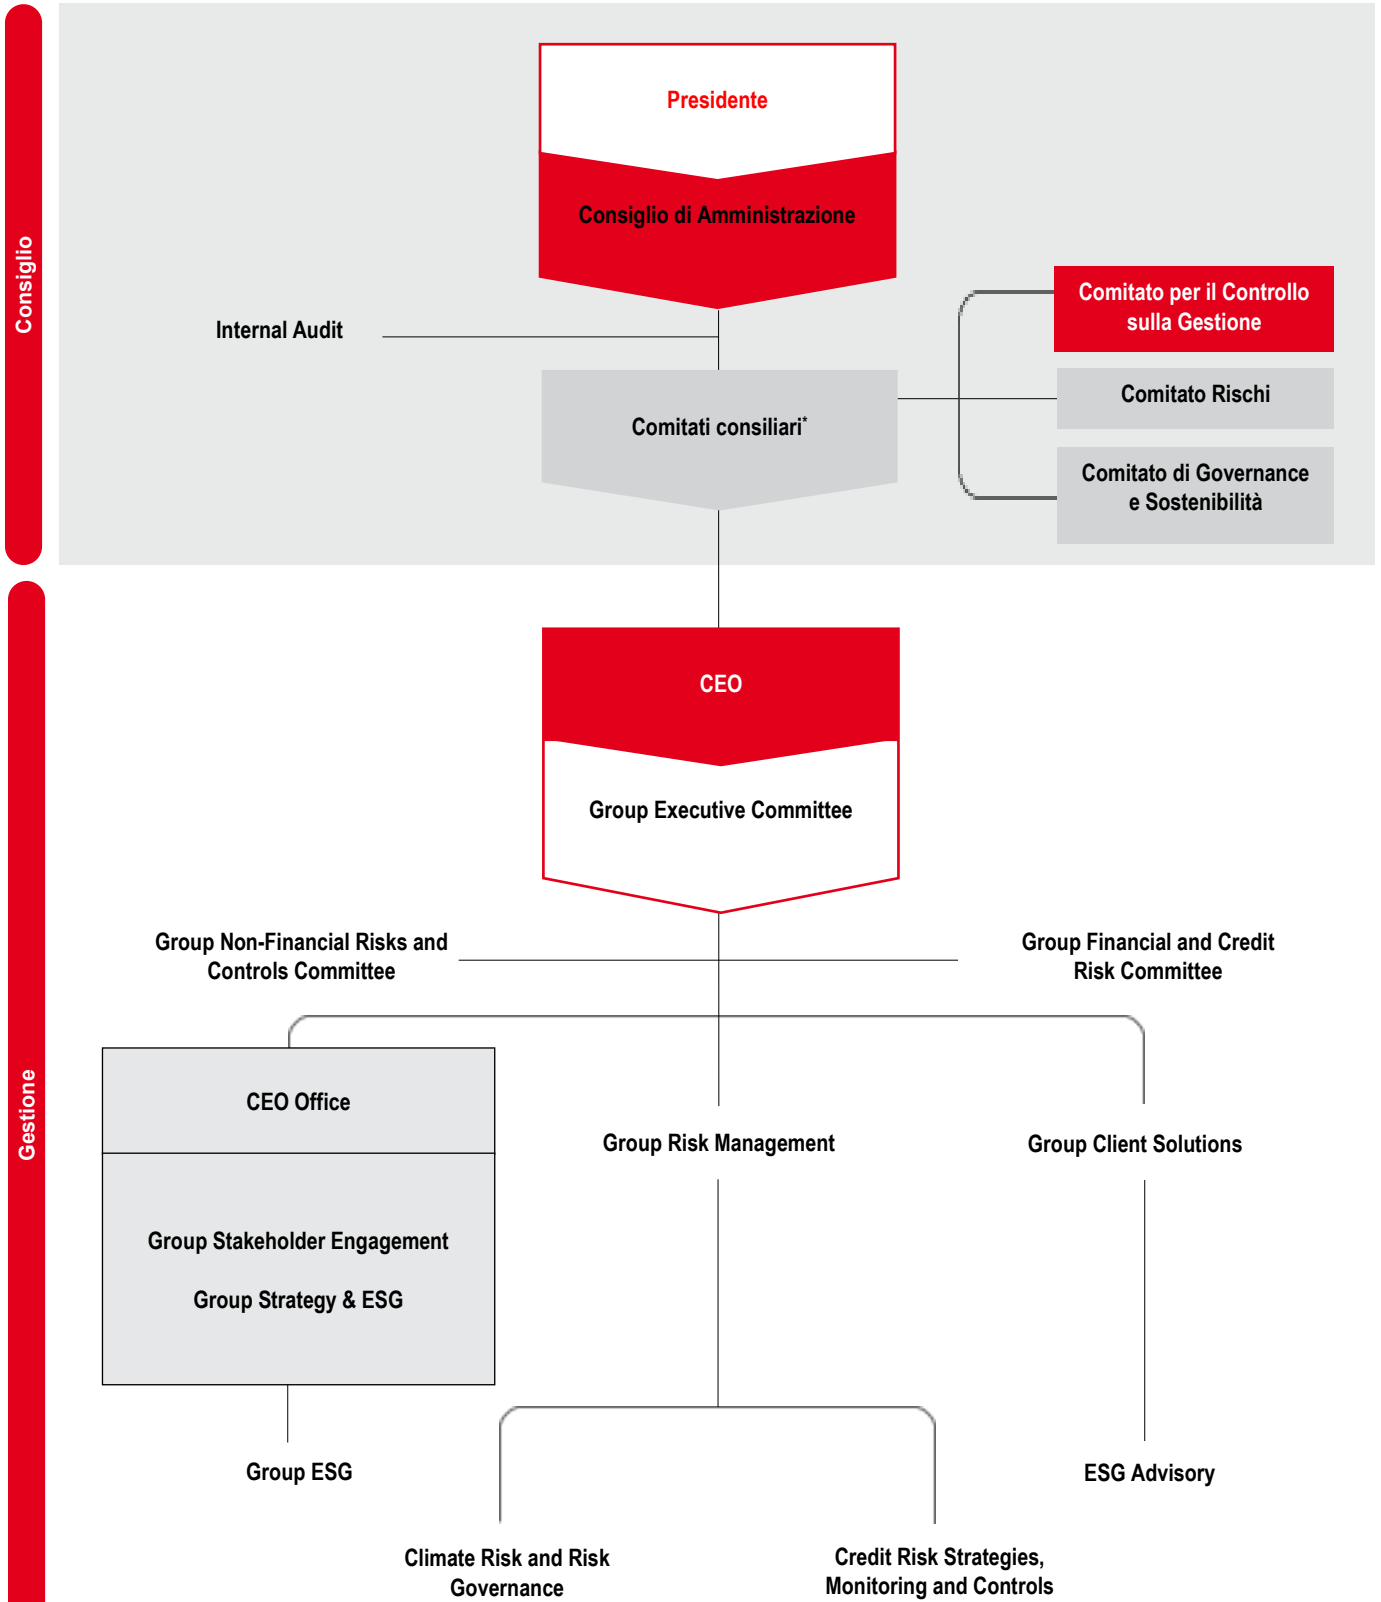 Consiglio
Presidente
Consiglio di Amministrazione
Internal Audit
Comitati consiliari*
Comitato per il Controllo
sulla Gestione
Comitato Rischi
Comitato di Governance
e Sostenibilità
Gestione
CEO
Group Executive Committee
Group Non-Financial Risks and
Controls Committee
Group Financial and Credit
Risk Committee
CEO Office
Group Stakeholder Engagement
Group Strategy & ESG
Group Risk Management
Group Client Solutions
Group ESG
ESG Advisory
Climate Risk and Risk
Governance
Credit Risk Strategies,
Monitoring and Controls